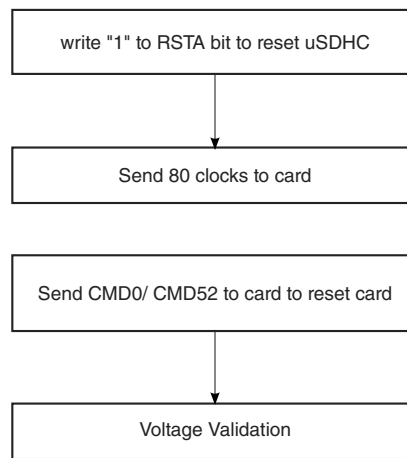 write "1" to RSTA bit to reset uSDHC
Send 80 clocks to card
Send CMD0/ CMD52 to card to reset card
Voltage Validation